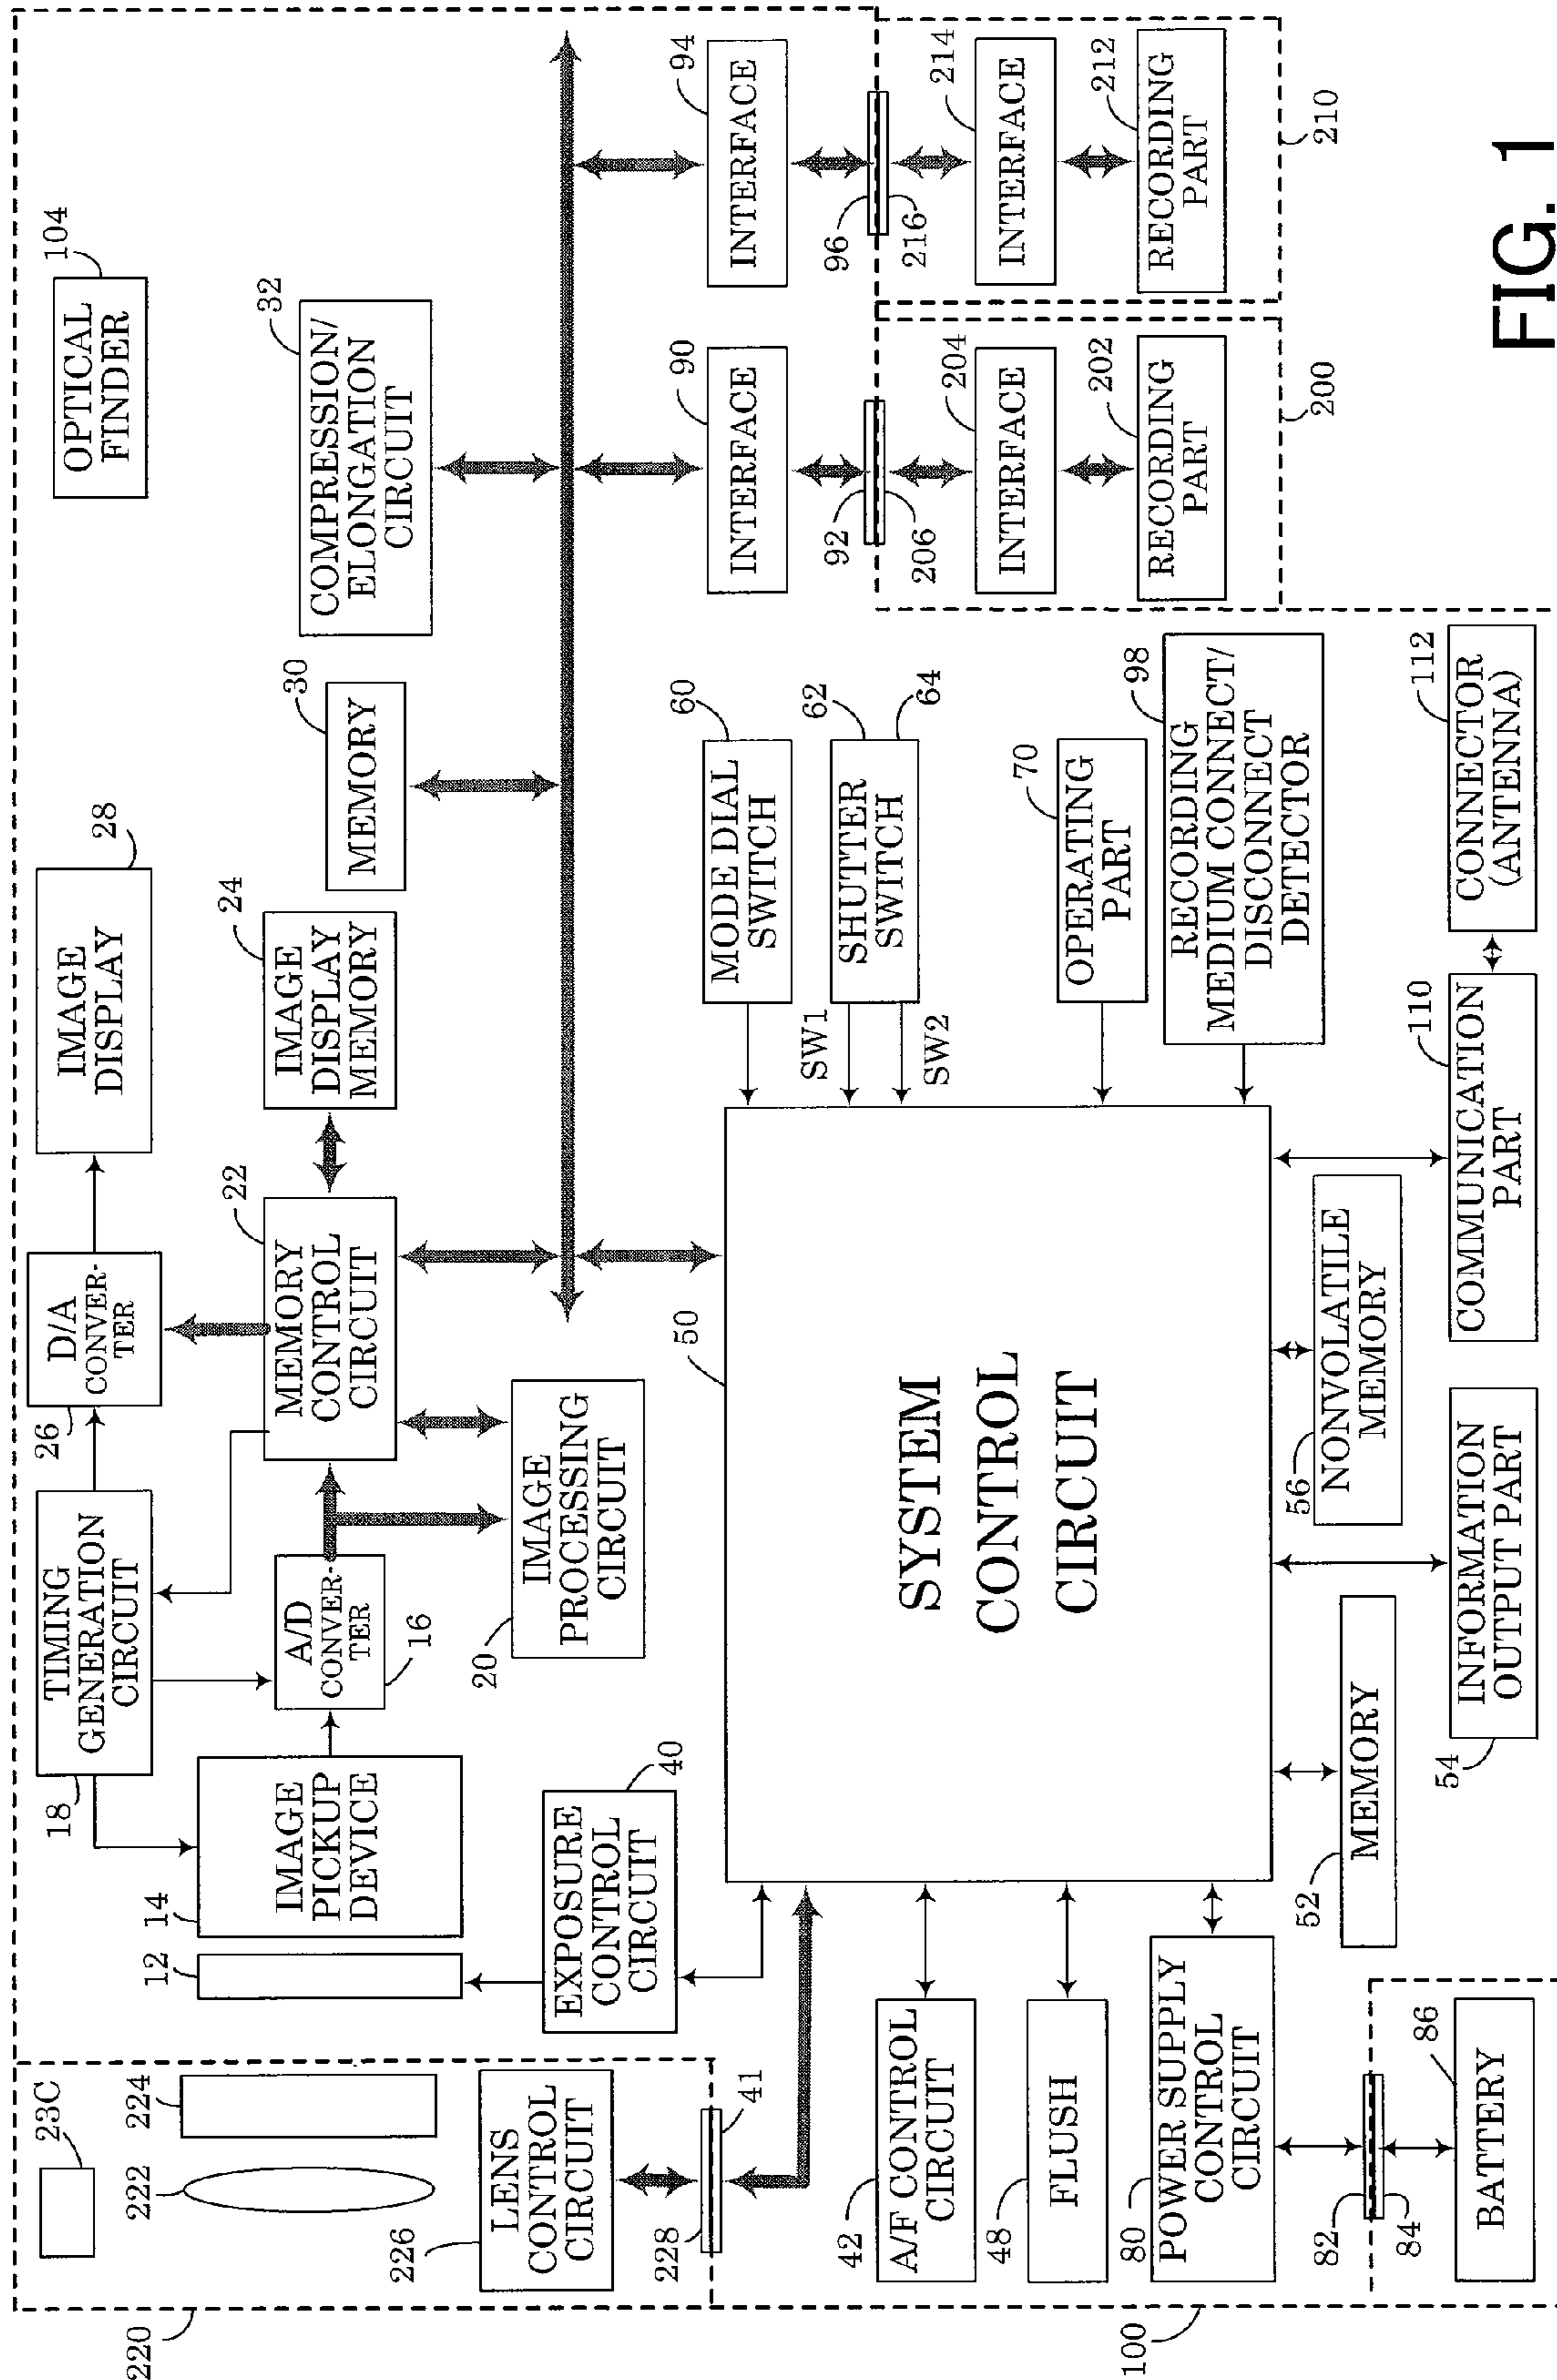 220
23C
222
224
226
LENS
CONTROL
CIRCUIT
228
41
12
14
IMAGE
PICKUP
DEVICE
18
TIMING
GENERATION
CIRCUIT
A/D
CONVER-
TER
16
26
D/A
CONVER-
TER
IMAGE
DISPLAY
28
22
MEMORY
CONTROL
CIRCUIT
24
IMAGE
DISPLAY
MEMORY
20
IMAGE
PROCESSING
CIRCUIT
30
MEMORY
32
COMPRESSION/
ELONGATION
CIRCUIT
104
OPTICAL
FINDER
40
EXPOSURE
CONTROL
CIRCUIT
50
SYSTEM
CONTROL
CIRCUIT
60
MODE DIAL
SWITCH
62
64
SHUTTER
SWITCH
SW1
SW2
70
OPERATING
PART
98
RECORDING
MEDIUM CONNECT/
DISCONNECT
DETECTOR
90
INTERFACE
92
206
204
INTERFACE
202
RECORDING
PART
200
94
INTERFACE
96
216
214
INTERFACE
212
RECORDING
PART
210
42
A/F CONTROL
CIRCUIT
48
FLUSH
80
POWER SUPPLY
CONTROL
CIRCUIT
82
84
86
BATTERY
100
52
MEMORY
54
INFORMATION
OUTPUT PART
56
NONVOLATILE
MEMORY
110
COMMUNICATION
PART
112
CONNECTOR
(ANTENNA)
FIG. 1